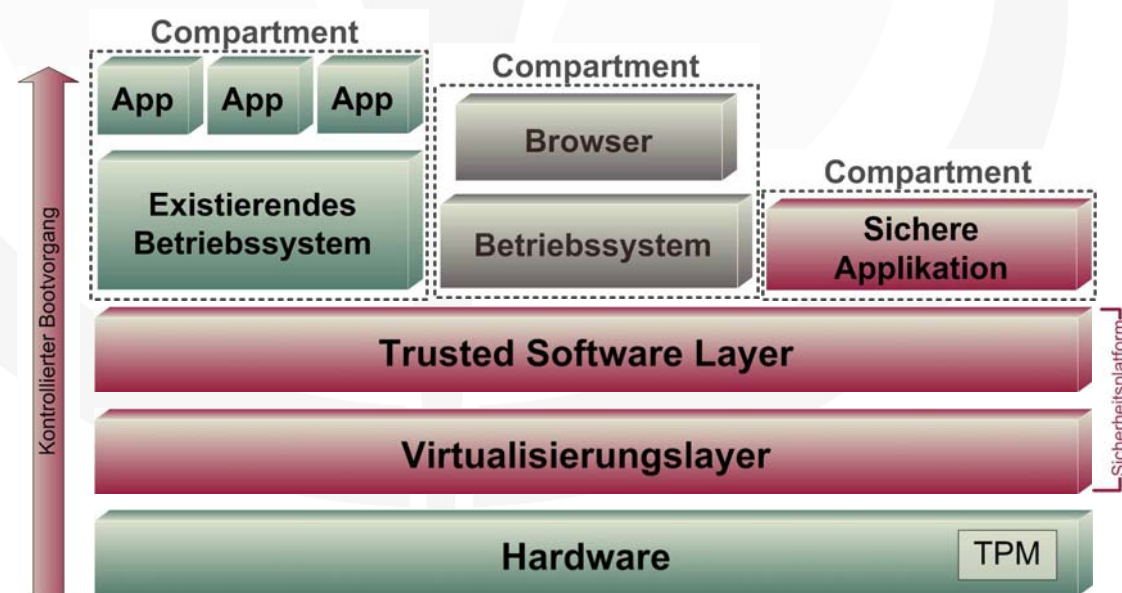 Compartment
App
App
App
Existierendes
Betriebssystem
Compartment
Browser
Betriebssystem
Compartment
Sichere
Applikation
Trusted Software Layer
Virtualisierungslayer
Hardware
TPM
Kontrollierter Bootvorgang
Sicherheitsplatform